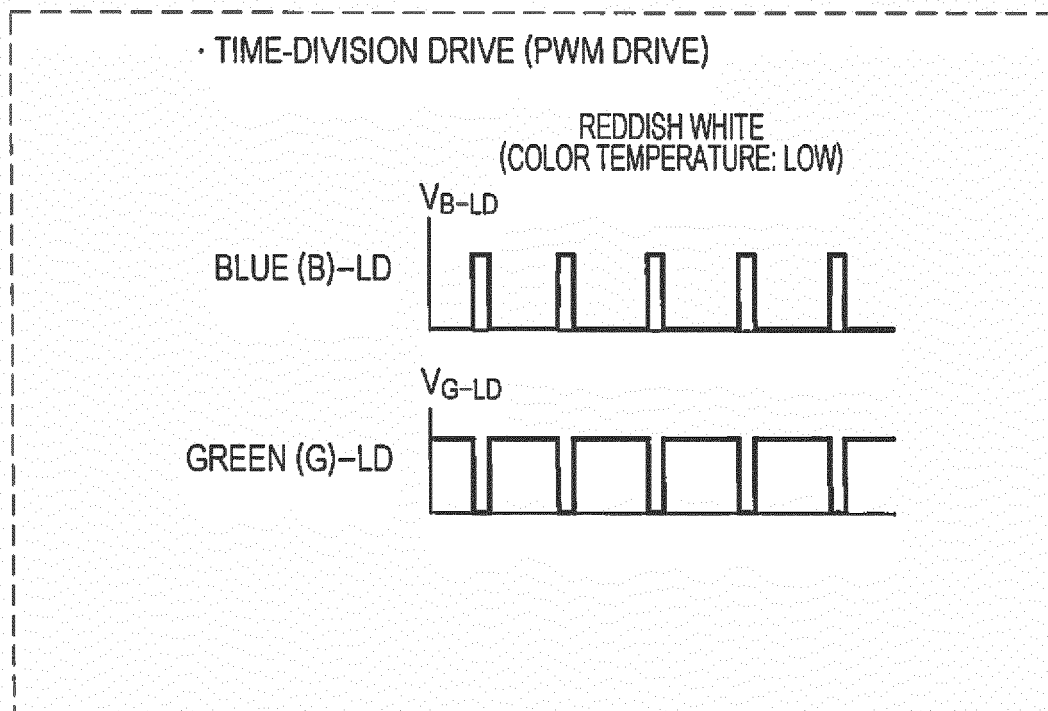 · TIME-DIVISION DRIVE (PWM DRIVE)
REDDISH WHITE
(COLOR TEMPERATURE: LOW)
VB-LD
BLUE (B)-LD
VG-LD
GREEN (G)-LD